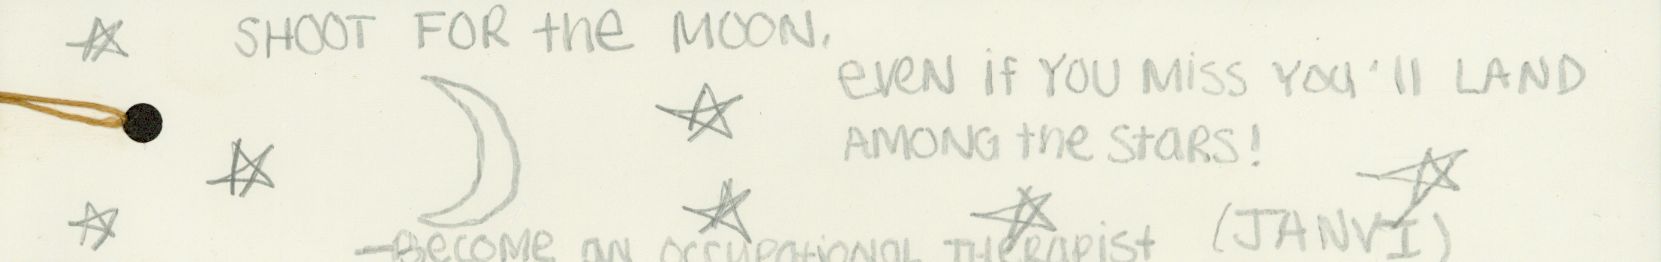 SHOOT FOR the MOON.
even if YOU Miss You'll LAND
AMONG the StARS!
-Become an occupational therapist (JANVI)